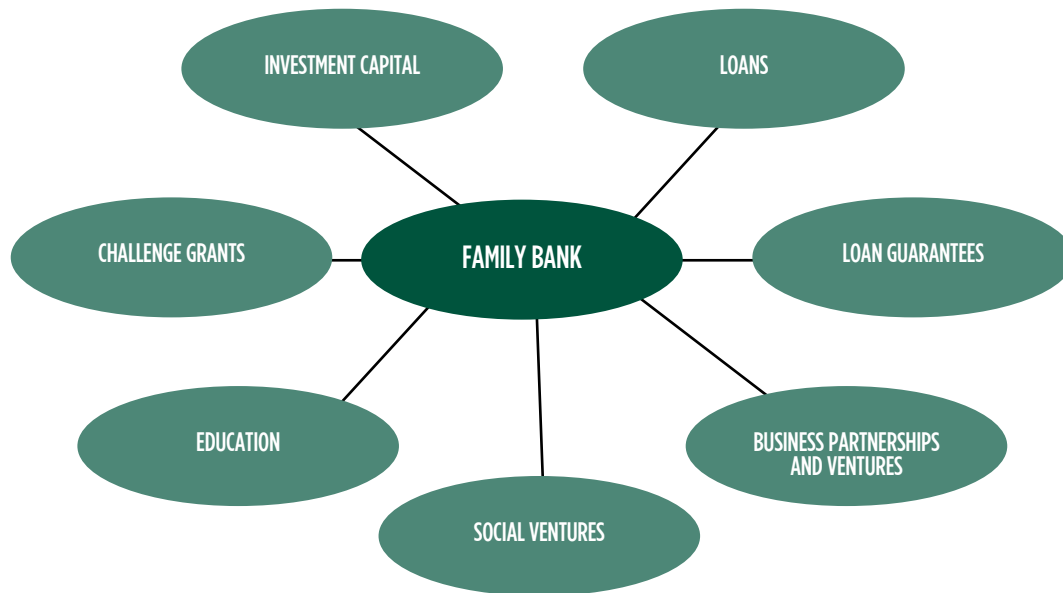 INVESTMENT CAPITAL
LOANS
CHALLENGE GRANTS
FAMILY BANK
LOAN GUARANTEES
EDUCATION
BUSINESS PARTNERSHIPS
AND VENTURES
SOCIAL VENTURES